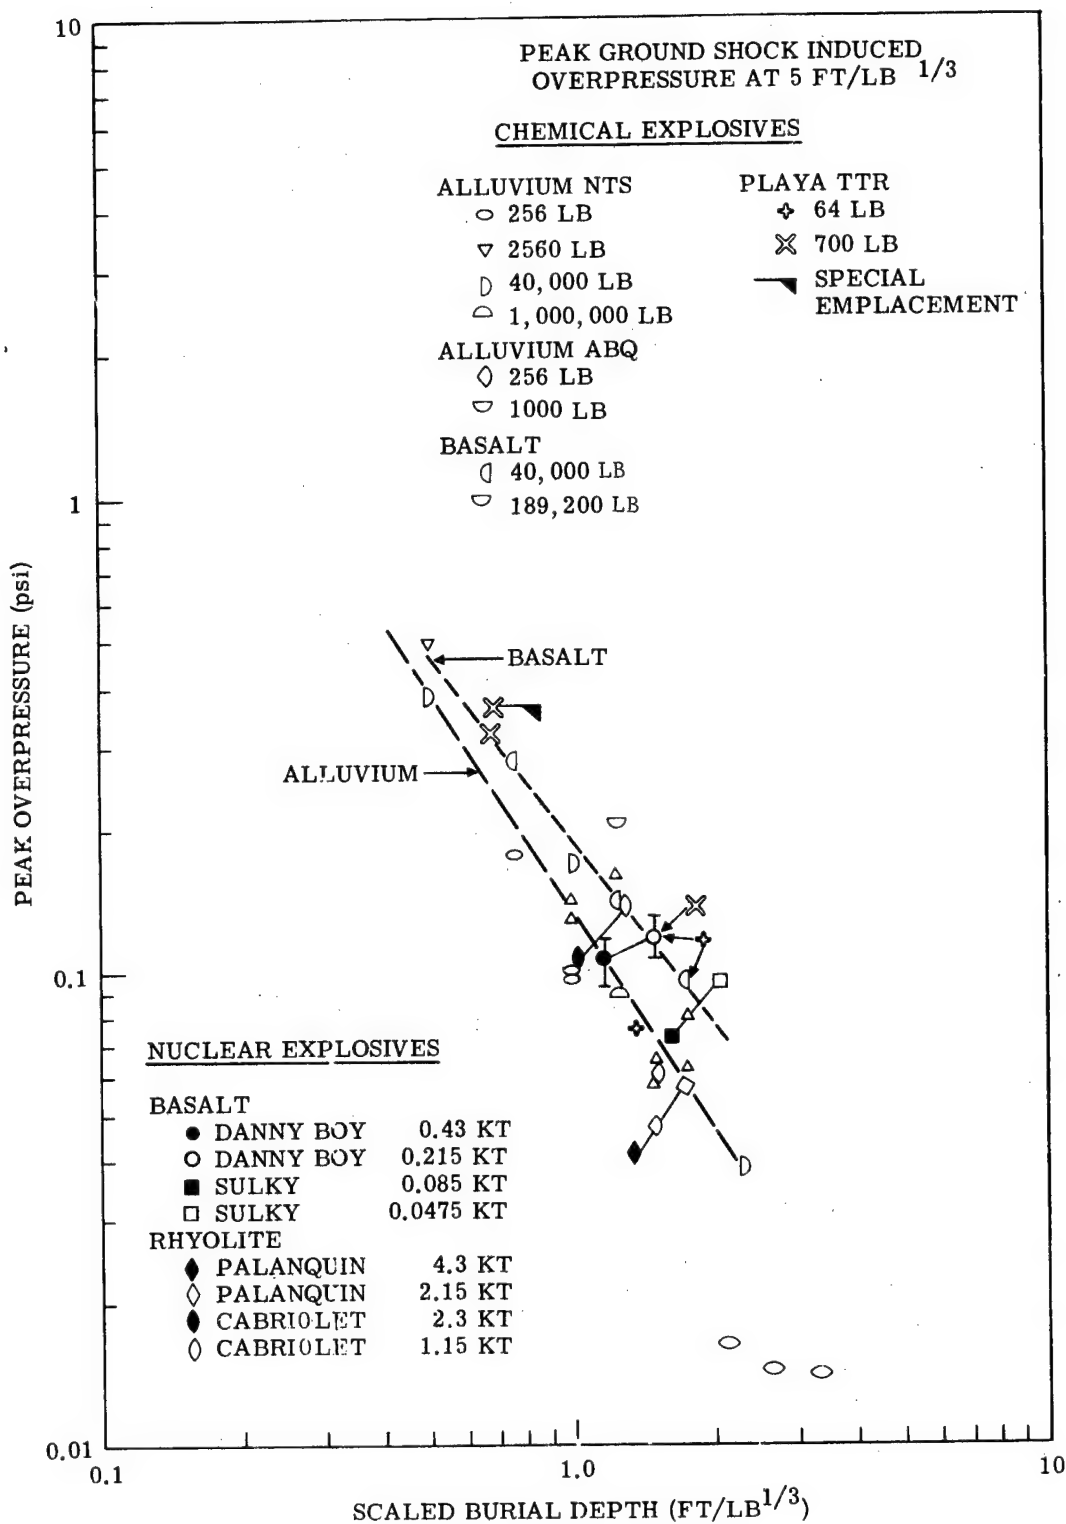 PEAK GROUND SHOCK INDUCED
OVERPRESSURE AT 5 FT/LB 1/3
CHEMICAL EXPLOSIVES
ALLUVIUM NTS
256 LB
2560 LB
40,000 LB
1,000,000 LB
ALLUVIUM ABQ
256 LB
1000 LB
BASALT
40,000 LB
189,200 LB
PLAYA TTR
64 LB
700 LB
SPECIAL
EMPLACEMENT
10
1
0.1
0.01
PEAK OVERPRESSURE (psi)
BASALT
ALLUVIUM
NUCLEAR EXPLOSIVES
BASALT
DANNY BOY 0.43 KT
DANNY BOY 0.215 KT
SULKY 0.085 KT
SULKY 0.0475 KT
RHYOLITE
PALANQUIN 4.3 KT
PALANQUIN 2.15 KT
CABRIOLET 2.3 KT
CABRIOLET 1.15 KT
0.1
1.0
10
SCALED BURIAL DEPTH (FT/LB1/3)